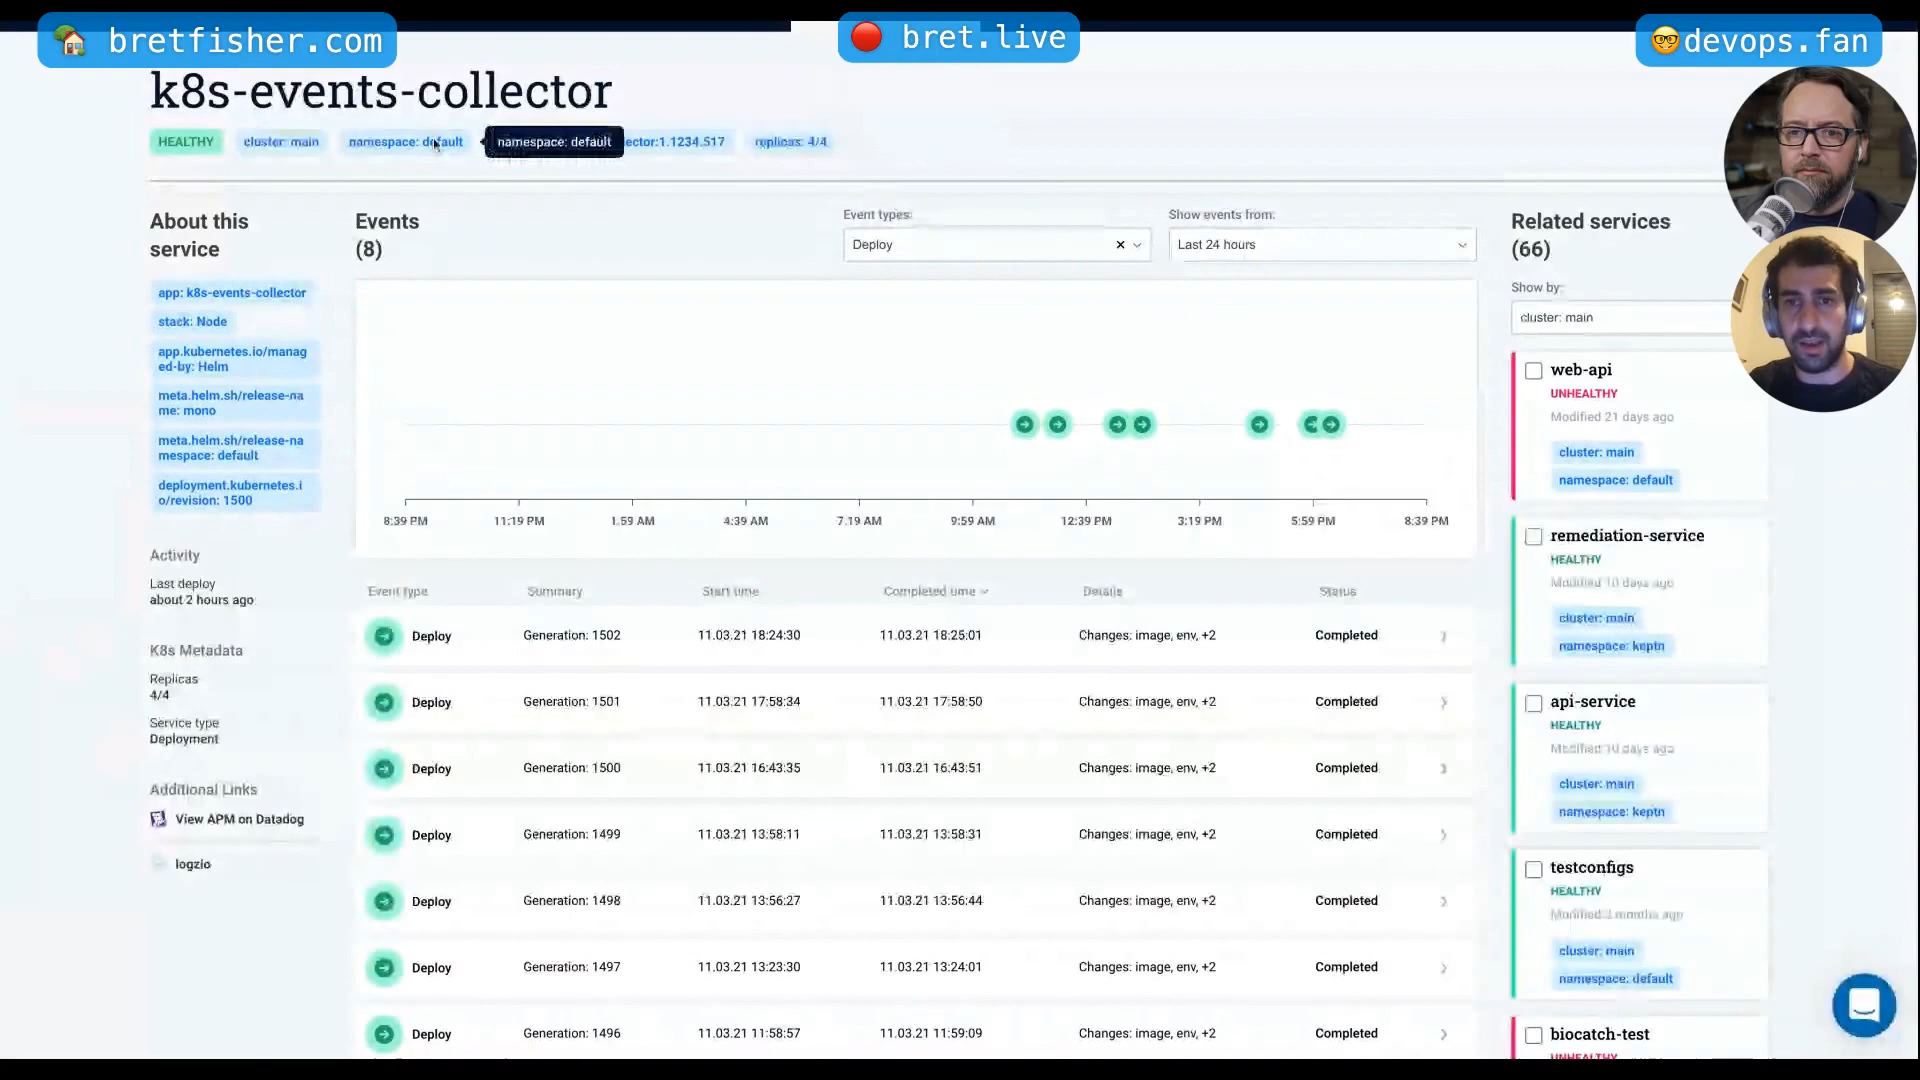 bretfisher.com
bret.live
devops.fan
k8s-events-collector
HEALTHY
cluster: main
namespace: default
namespace: default
ector:1.1234.517
replicas: 4/4
About this
service
app: k8s-events-collector
stack: Node
app.kubernetes.io/manag
ed-by: Helm
meta.helm.sh/release-na
me: mono
meta.helm.sh/release-na
mespace: default
deployment.kubernetes.i
o/revision: 1500
Activity
Last deploy
about 2 hours ago
K8s Metadata
Replicas
4/4
Service type
Deployment
Additional Links
View APM on Datadog
logzio
Events
(8)
Event types:
Deploy
Show events from:
Last 24 hours
8:39 PM 11:19 PM 1:59 AM 4:39 AM 7:19 AM 9:59 AM 12:39 PM 3:19 PM 5:59 PM 8:39 PM
Event type Summary Start time Completed time Details Status
Deploy Generation: 1502 11.03.21 18:24:30 11.03.21 18:25:01 Changes: image, env, +2 Completed
Deploy Generation: 1501 11.03.21 17:58:34 11.03.21 17:58:50 Changes: image, env, +2 Completed
Deploy Generation: 1500 11.03.21 16:43:35 11.03.21 16:43:51 Changes: image, env, +2 Completed
Deploy Generation: 1499 11.03.21 13:58:11 11.03.21 13:58:31 Changes: image, env, +2 Completed
Deploy Generation: 1498 11.03.21 13:56:27 11.03.21 13:56:44 Changes: image, env, +2 Completed
Deploy Generation: 1497 11.03.21 13:23:30 11.03.21 13:24:01 Changes: image, env, +2 Completed
Deploy Generation: 1496 11.03.21 11:58:57 11.03.21 11:59:09 Changes: image, env, +2 Completed
Related services
(66)
Show by:
cluster: main
web-api
UNHEALTHY
Modified 21 days ago
cluster: main
namespace: default
remediation-service
HEALTHY
Modified 10 days ago
cluster: main
namespace: keptn
api-service
HEALTHY
Modified 10 days ago
cluster: main
namespace: keptn
testconfigs
HEALTHY
Modified 2 months ago
cluster: main
namespace: default
biocatch-test
UNHEALTHY